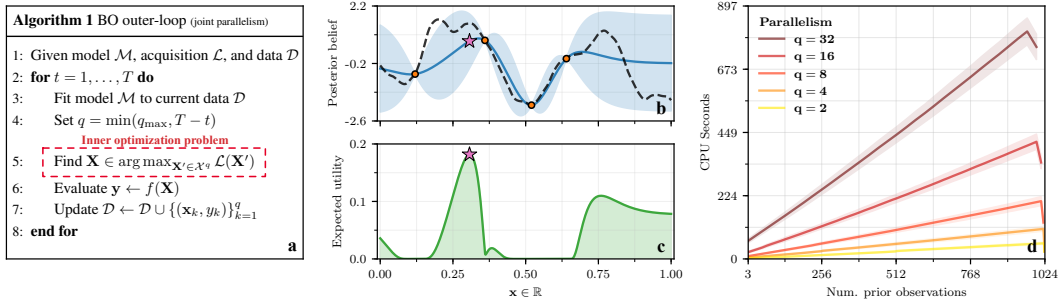 Algorithm 1 BO outer-loop (joint parallelism)
1: Given model M, acquisition L, and data D
2: for t = 1, . . . , T do
3: Fit model M to current data D
4: Set q = min(q_max, T − t)
Inner optimization problem
5: Find X ∈ arg max_{X′∈X^q} L(X′)
6: Evaluate y ← f(X)
7: Update D ← D ∪ {(x_k, y_k)}_{k=1}^q
8: end for
a
Posterior belief
2.2
-0.2
-2.6
b
Expected utility
0.2
0.1
0.0
c
0.00
0.25
0.50
0.75
1.00
x ∈ ℝ
CPU Seconds
897
673
449
224
0
Parallelism
q = 32
q = 16
q = 8
q = 4
q = 2
d
3
256
512
768
1024
Num. prior observations